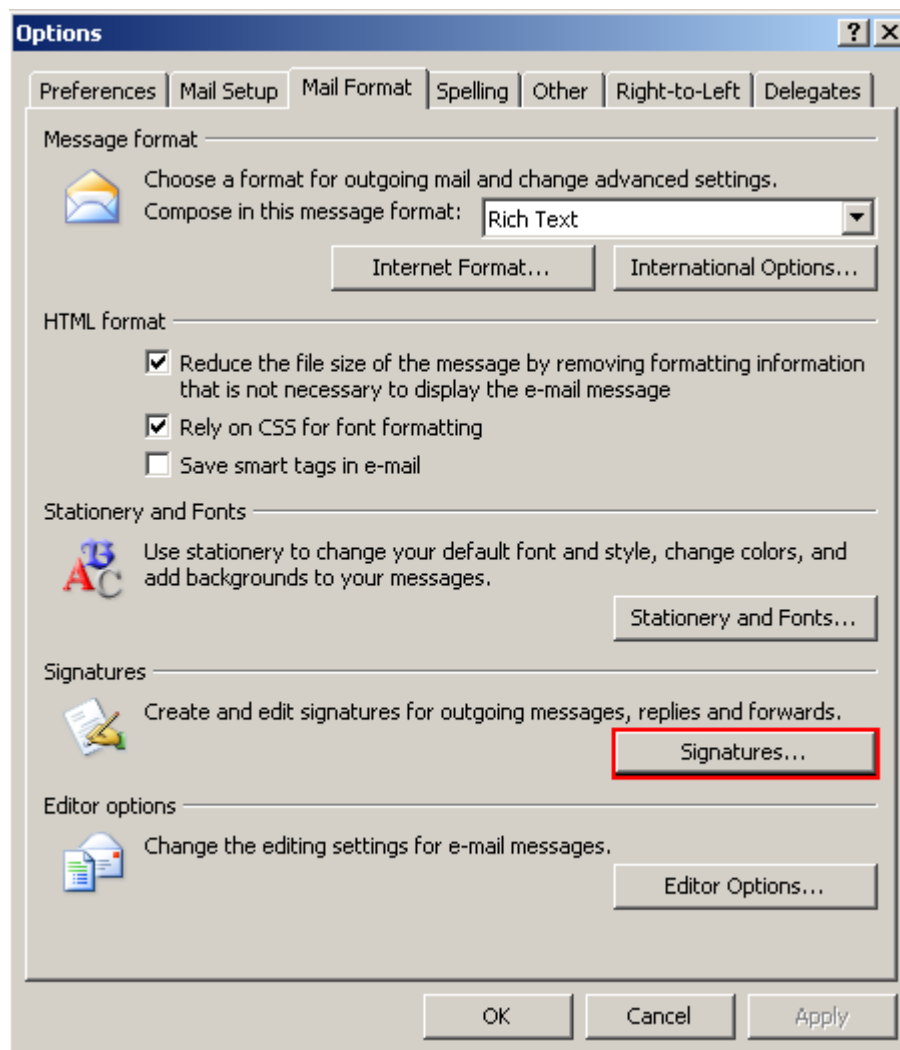 Options
Preferences Mail Setup Mail Format Spelling Other Right-to-Left Delegates
Message format
Choose a format for outgoing mail and change advanced settings.
Compose in this message format: Rich Text
Internet Format... International Options...
HTML format
Reduce the file size of the message by removing formatting information
that is not necessary to display the e-mail message
Rely on CSS for font formatting
Save smart tags in e-mail
Stationery and Fonts
Use stationery to change your default font and style, change colors, and
add backgrounds to your messages.
Stationery and Fonts...
Signatures
Create and edit signatures for outgoing messages, replies and forwards.
Signatures...
Editor options
Change the editing settings for e-mail messages.
Editor Options...
OK Cancel Apply